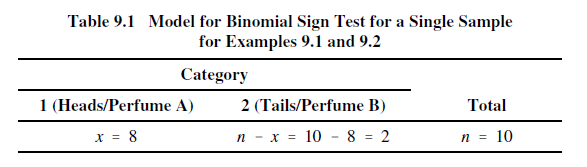 Table 9.1 Model for Binomial Sign Test for a Single Sample
for Examples 9.1 and 9.2
Category
1 (Heads/Perfume A) 2 (Tails/Perfume B) Total
x = 8 n − x = 10 − 8 = 2 n = 10